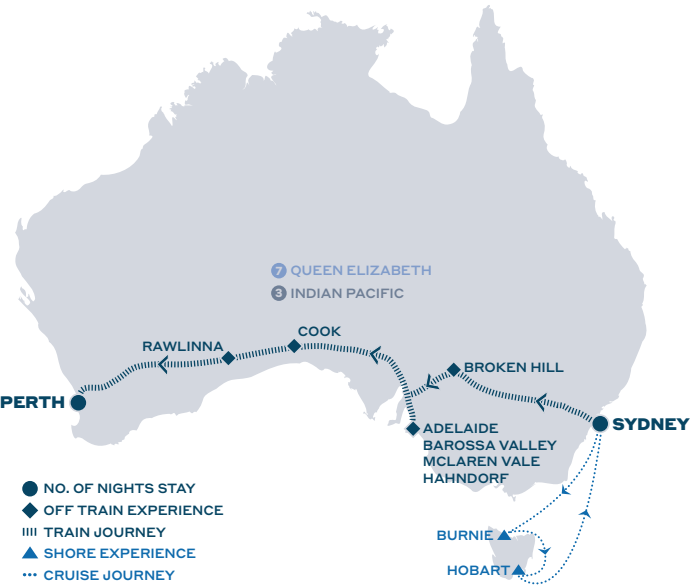 7 QUEEN ELIZABETH
3 INDIAN PACIFIC
COOK
RAWLINNA
BROKEN HILL
PERTH
SYDNEY
ADELAIDE
BAROSSA VALLEY
MCLAREN VALE
HAHNDORF
NO. OF NIGHTS STAY
OFF TRAIN EXPERIENCE
TRAIN JOURNEY
SHORE EXPERIENCE
CRUISE JOURNEY
BURNIE
HOBART